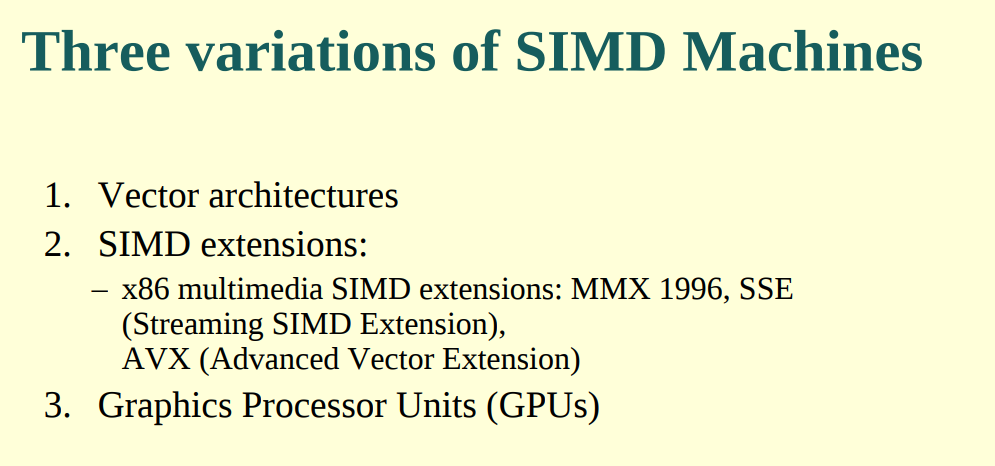 Three variations of SIMD Machines
1. Vector architectures
2. SIMD extensions:
– x86 multimedia SIMD extensions: MMX 1996, SSE
(Streaming SIMD Extension),
AVX (Advanced Vector Extension)
3. Graphics Processor Units (GPUs)